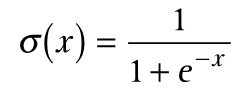 σ(x) = 1 / (1 + e^{-x})